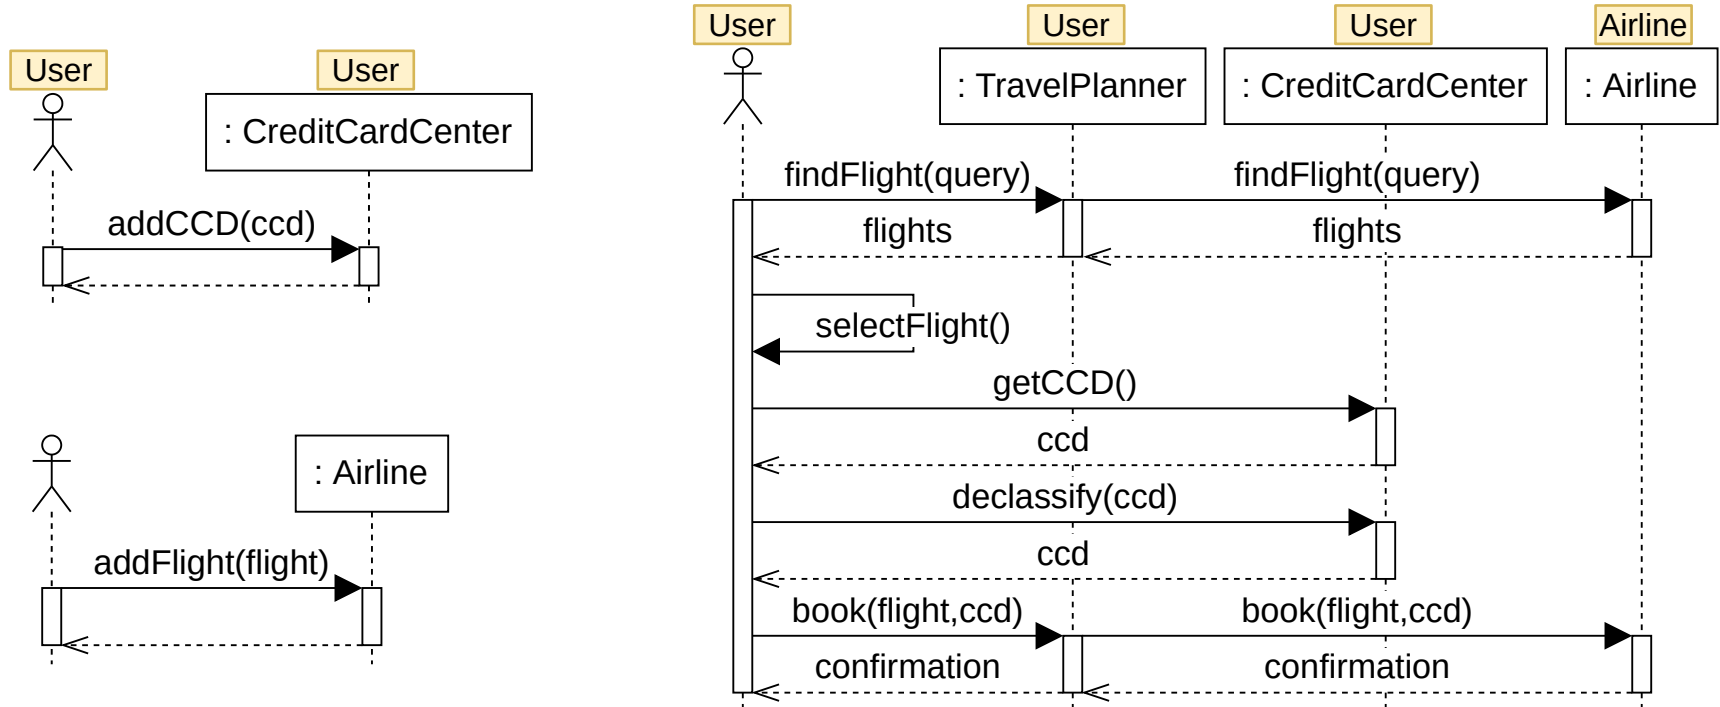 User
User
: CreditCardCenter
addCCD(ccd)
: Airline
addFlight(flight)
User
User
User
Airline
: TravelPlanner
: CreditCardCenter
: Airline
findFlight(query)
findFlight(query)
flights
flights
selectFlight()
getCCD()
ccd
declassify(ccd)
ccd
book(flight,ccd)
book(flight,ccd)
confirmation
confirmation